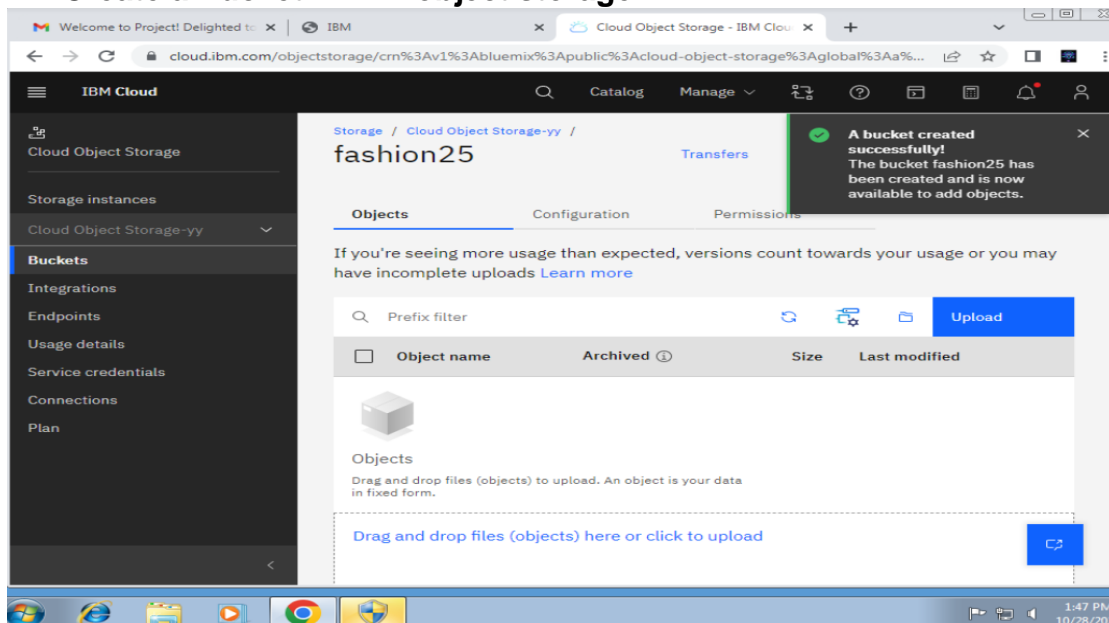 Welcome to Project! Delighted to
IBM
Cloud Object Storage - IBM Clou
cloud.ibm.com/objectstorage/crn%3Av1%3Abluemix%3Apublic%3Acloud-object-storage%3Aglobal%3Aa%...
IBM Cloud
Catalog
Manage
Cloud Object Storage
Storage instances
Cloud Object Storage-yy
Buckets
Integrations
Endpoints
Usage details
Service credentials
Connections
Plan
Storage / Cloud Object Storage-yy /
fashion25
Transfers
A bucket created
successfully!
The bucket fashion25 has
been created and is now
available to add objects.
Objects
Configuration
Permissions
If you're seeing more usage than expected, versions count towards your usage or you may
have incomplete uploads Learn more
Prefix filter
Upload
Object name
Archived
Size
Last modified
Objects
Drag and drop files (objects) to upload. An object is your data
in fixed form.
Drag and drop files (objects) here or click to upload
1:47 PM
10/28/20